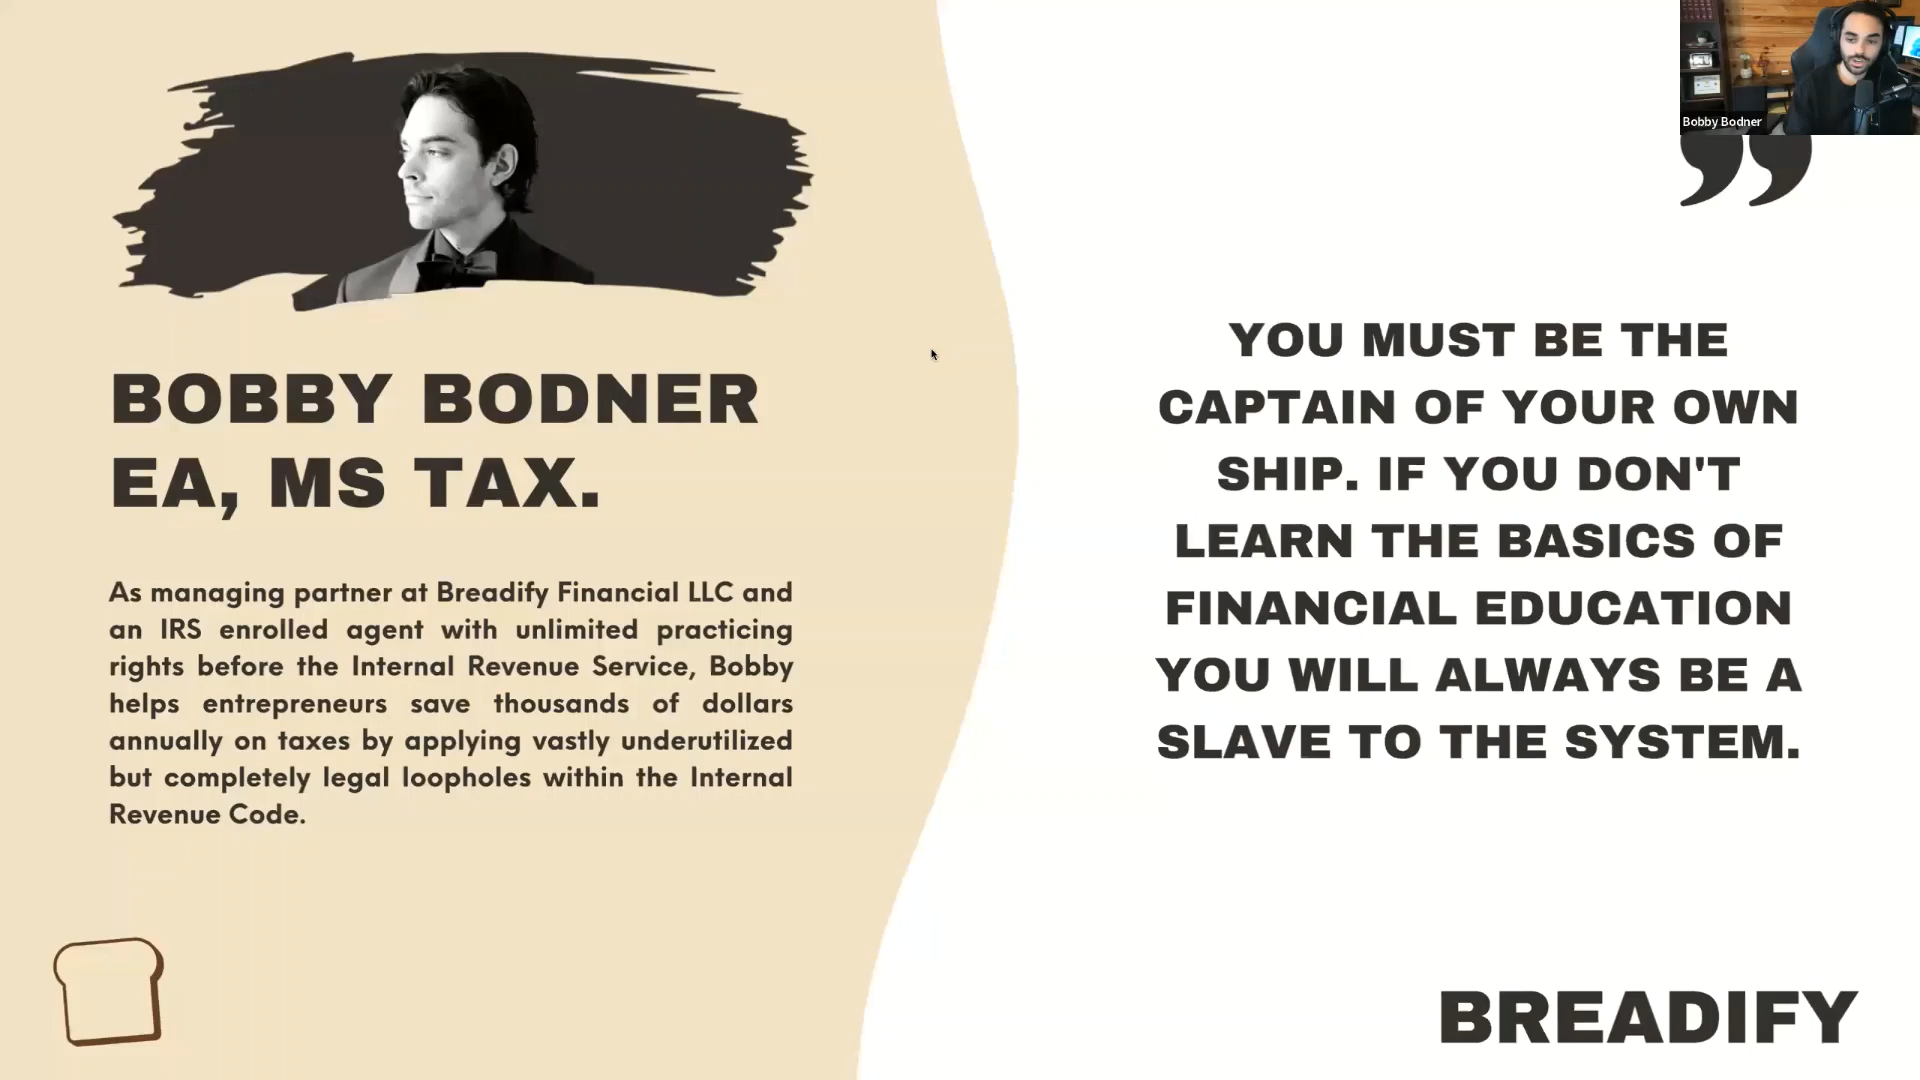 Bobby Bodner
BOBBY BODNER
EA, MS TAX.
As managing partner at Breadify Financial LLC and
an IRS enrolled agent with unlimited practicing
rights before the Internal Revenue Service, Bobby
helps entrepreneurs save thousands of dollars
annually on taxes by applying vastly underutilized
but completely legal loopholes within the Internal
Revenue Code.
”
YOU MUST BE THE
CAPTAIN OF YOUR OWN
SHIP. IF YOU DON'T
LEARN THE BASICS OF
FINANCIAL EDUCATION
YOU WILL ALWAYS BE A
SLAVE TO THE SYSTEM.
BREADIFY